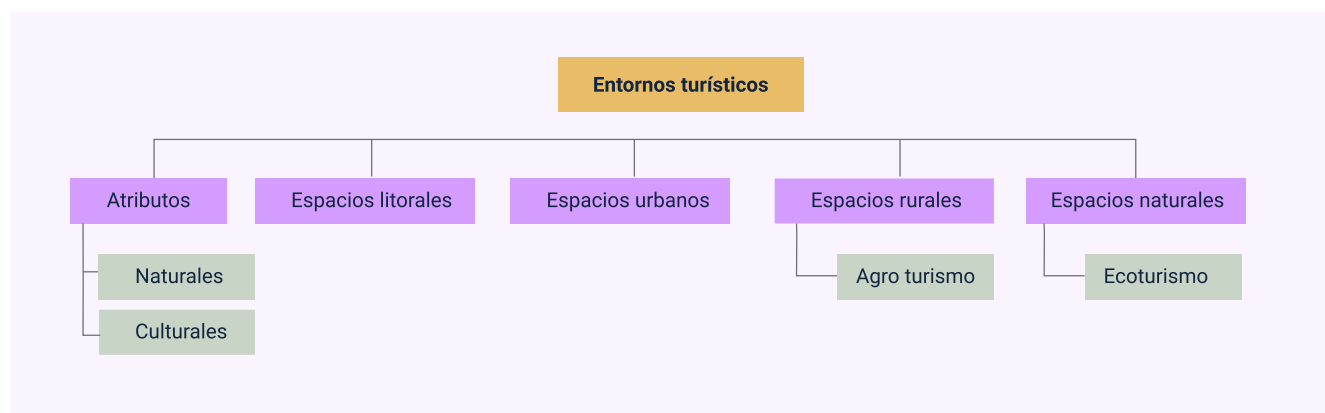 Entornos turísticos
Atributos
Espacios litorales
Espacios urbanos
Espacios rurales
Espacios naturales
Naturales
Agro turismo
Ecoturismo
Culturales